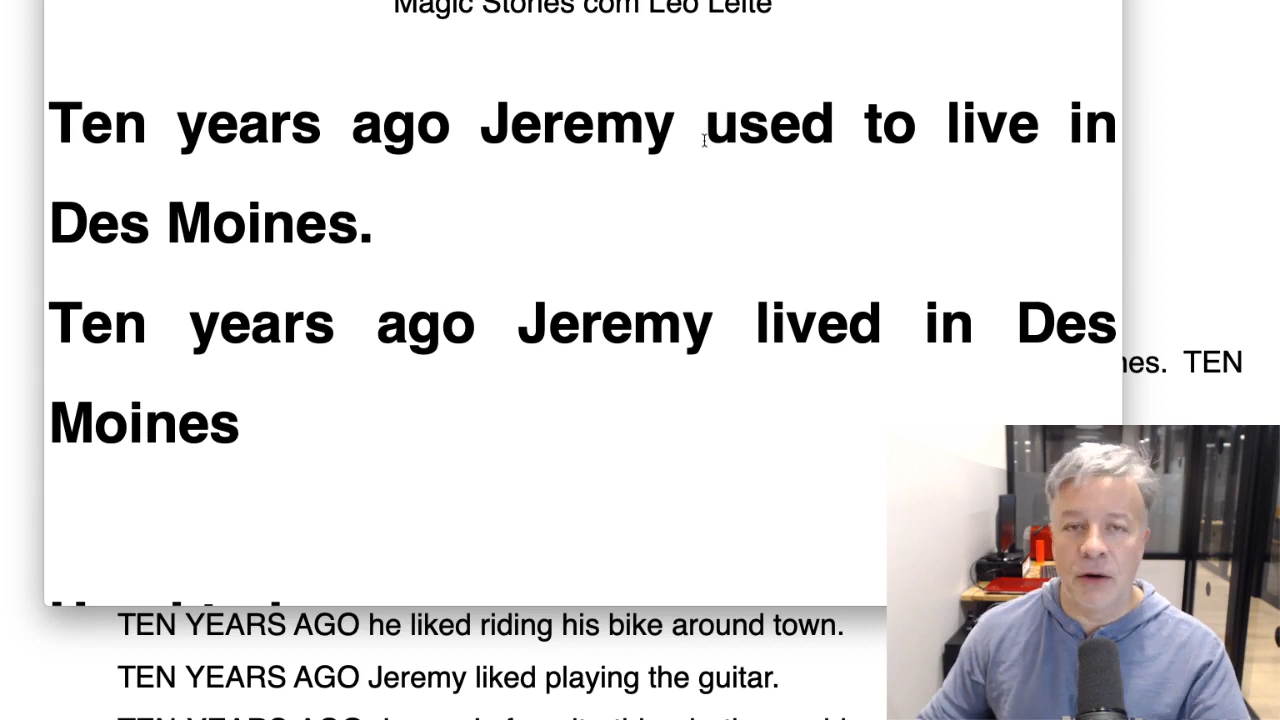 Magic Stories com Leo Leite
Ten years ago Jeremy used to live in
Des Moines.
Ten years ago Jeremy lived in Des
Moines
TEN
TEN YEARS AGO he liked riding his bike around town.
TEN YEARS AGO Jeremy liked playing the guitar.